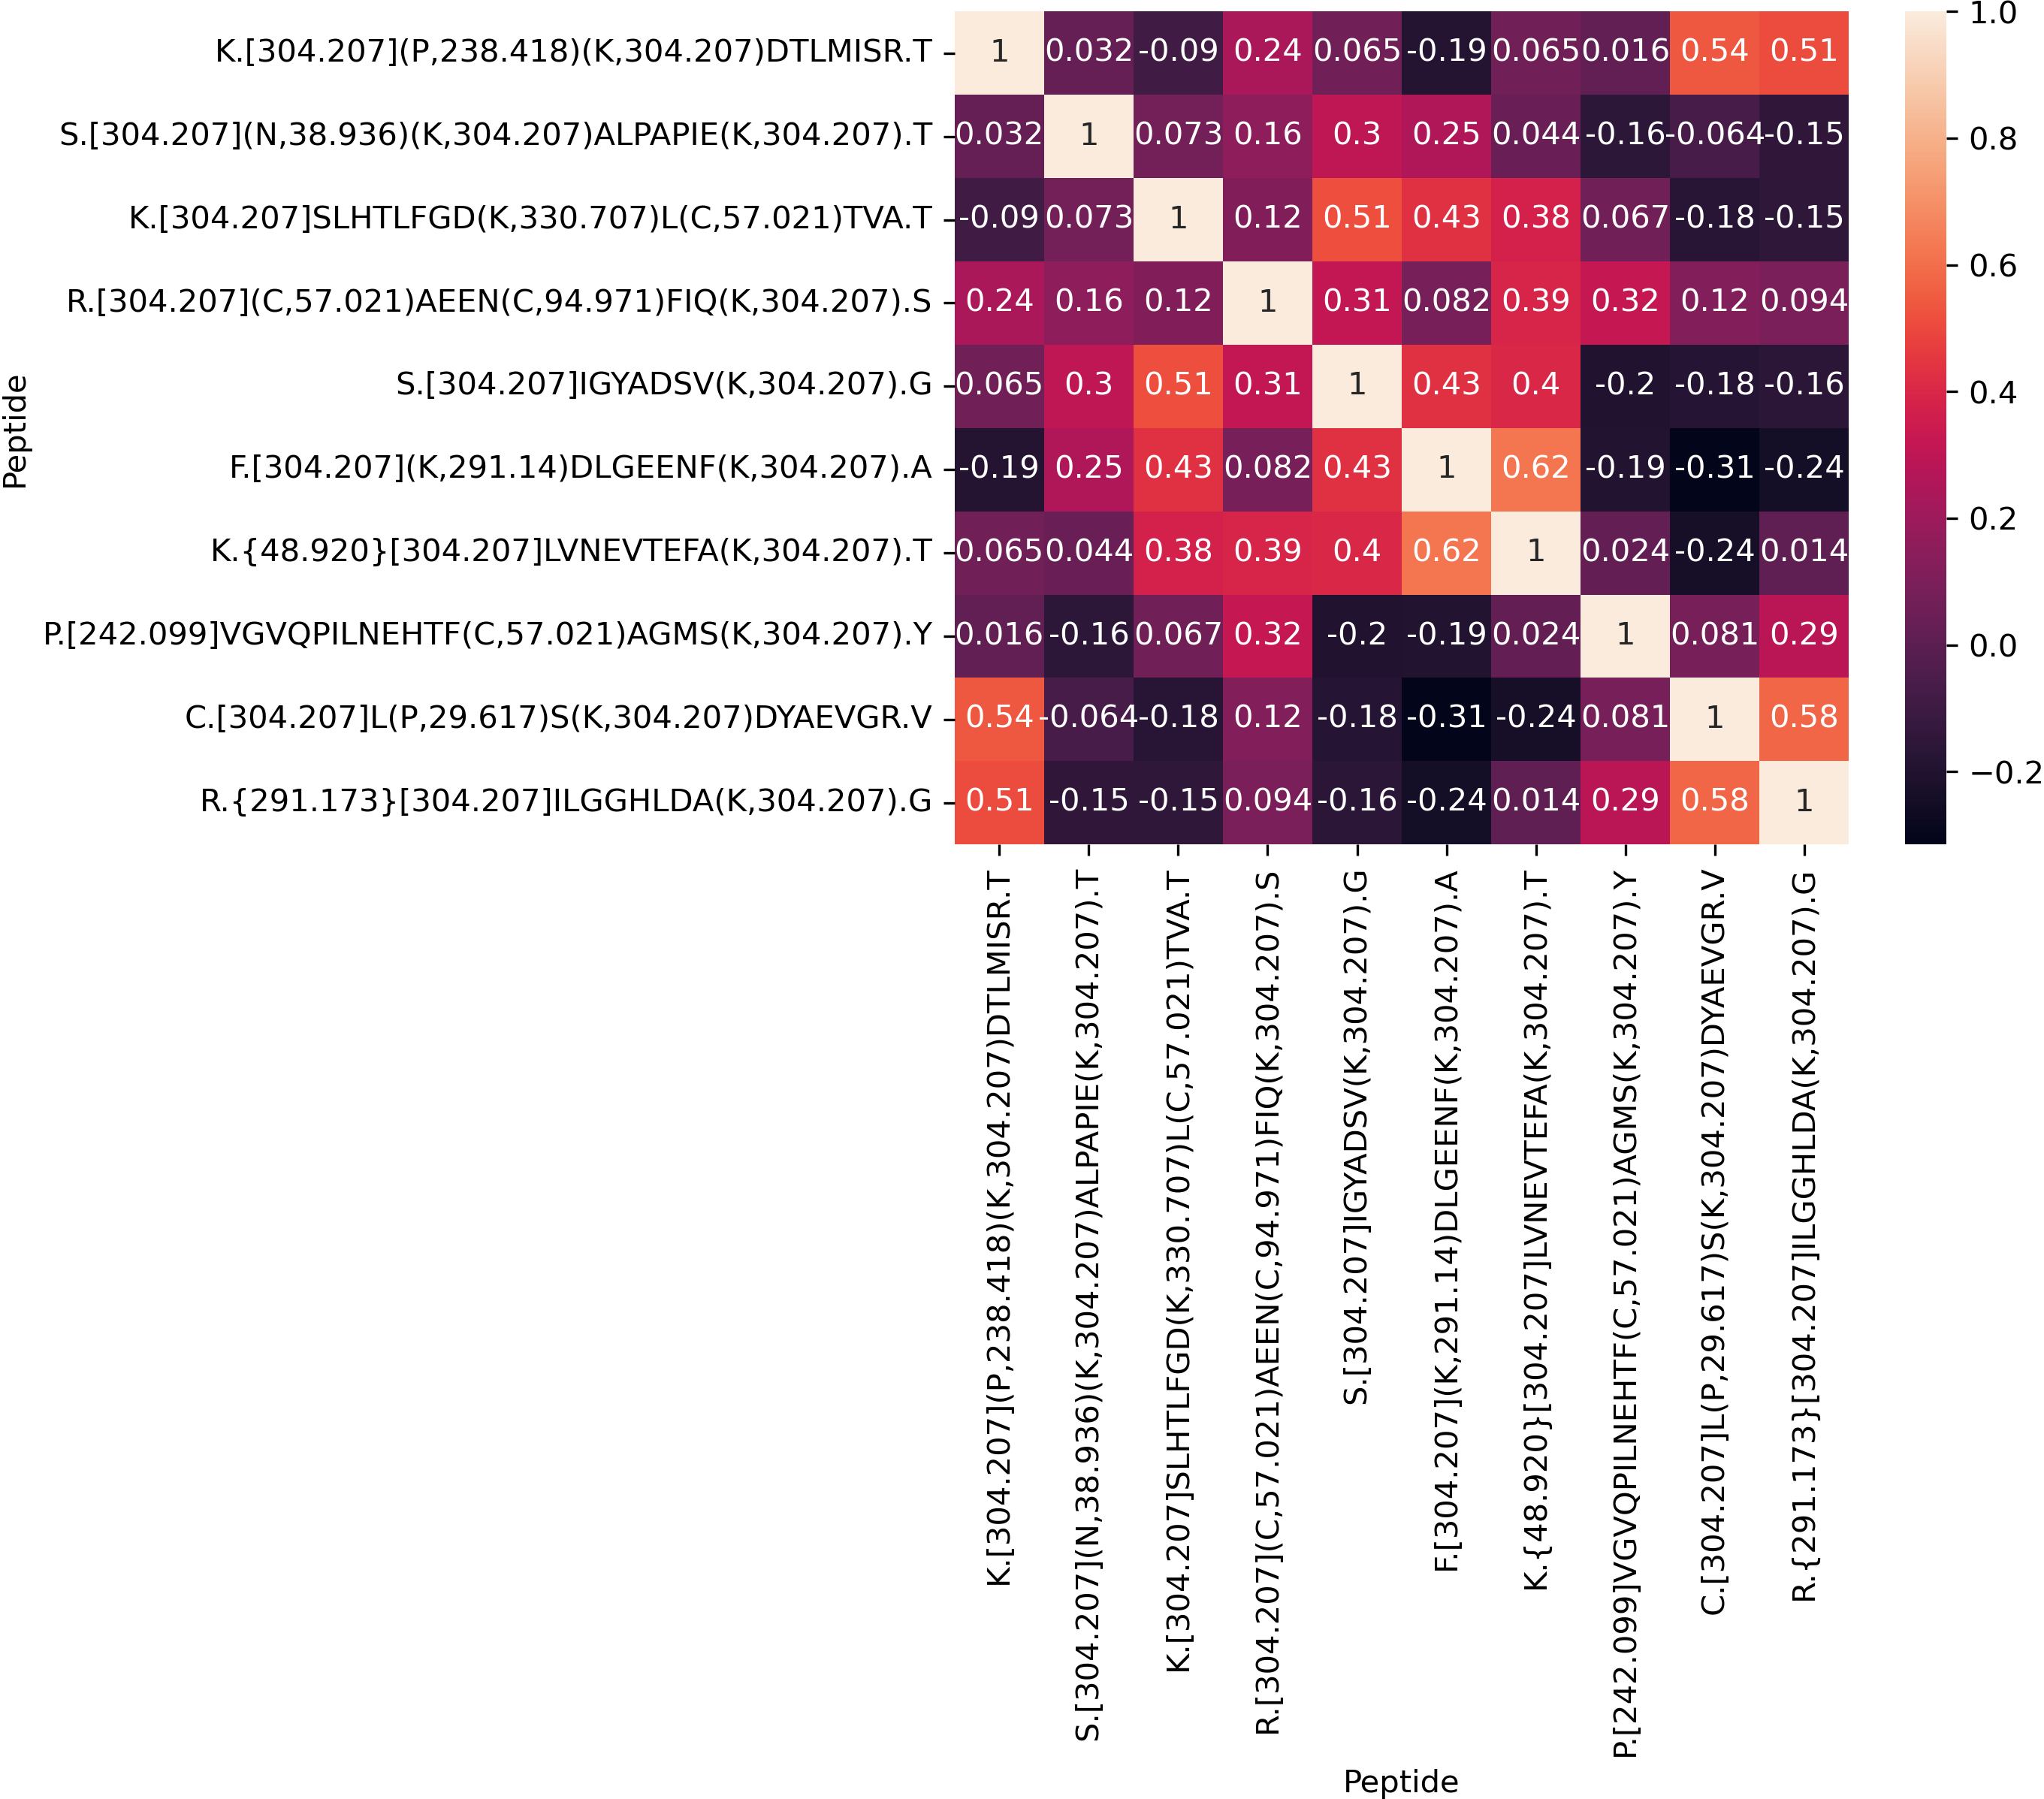 K.[304.207](P,238.418)(K,304.207)DTLMISR.T 1 0.032 -0.09 0.24 0.065 -0.19 0.065 0.016 0.54 0.51
S.[304.207](N,38.936)(K,304.207)ALPAPIE(K,304.207).T 0.032 1 0.073 0.16 0.3 0.25 0.044 -0.16 -0.064 -0.15
K.[304.207]SLHTLFGD(K,330.707)L(C,57.021)TVA.T -0.09 0.073 1 0.12 0.51 0.43 0.38 0.067 -0.18 -0.15
R.[304.207](C,57.021)AEEN(C,94.971)FIQ(K,304.207).S 0.24 0.16 0.12 1 0.31 0.082 0.39 0.32 0.12 0.094
S.[304.207]IGYADSV(K,304.207).G 0.065 0.3 0.51 0.31 1 0.43 0.4 -0.2 -0.18 -0.16
F.[304.207](K,291.14)DLGEENF(K,304.207).A -0.19 0.25 0.43 0.082 0.43 1 0.62 -0.19 -0.31 -0.24
K.{48.920}[304.207]LVNEVTEFA(K,304.207).T 0.065 0.044 0.38 0.39 0.4 0.62 1 0.024 -0.24 0.014
P.[242.099]VGVQPILNEHTF(C,57.021)AGMS(K,304.207).Y 0.016 -0.16 0.067 0.32 -0.2 -0.19 0.024 1 0.081 0.29
C.[304.207]L(P,29.617)S(K,304.207)DYAEVGR.V 0.54 -0.064 -0.18 0.12 -0.18 -0.31 -0.24 0.081 1 0.58
R.{291.173}[304.207]ILGGHLDA(K,304.207).G 0.51 -0.15 -0.15 0.094 -0.16 -0.24 0.014 0.29 0.58 1
Peptide
K.[304.207](P,238.418)(K,304.207)DTLMISR.T
S.[304.207](N,38.936)(K,304.207)ALPAPIE(K,304.207).T
K.[304.207]SLHTLFGD(K,330.707)L(C,57.021)TVA.T
R.[304.207](C,57.021)AEEN(C,94.971)FIQ(K,304.207).S
S.[304.207]IGYADSV(K,304.207).G
F.[304.207](K,291.14)DLGEENF(K,304.207).A
K.{48.920}[304.207]LVNEVTEFA(K,304.207).T
P.[242.099]VGVQPILNEHTF(C,57.021)AGMS(K,304.207).Y
C.[304.207]L(P,29.617)S(K,304.207)DYAEVGR.V
R.{291.173}[304.207]ILGGHLDA(K,304.207).G
Peptide
1.0
0.8
0.6
0.4
0.2
0.0
−0.2